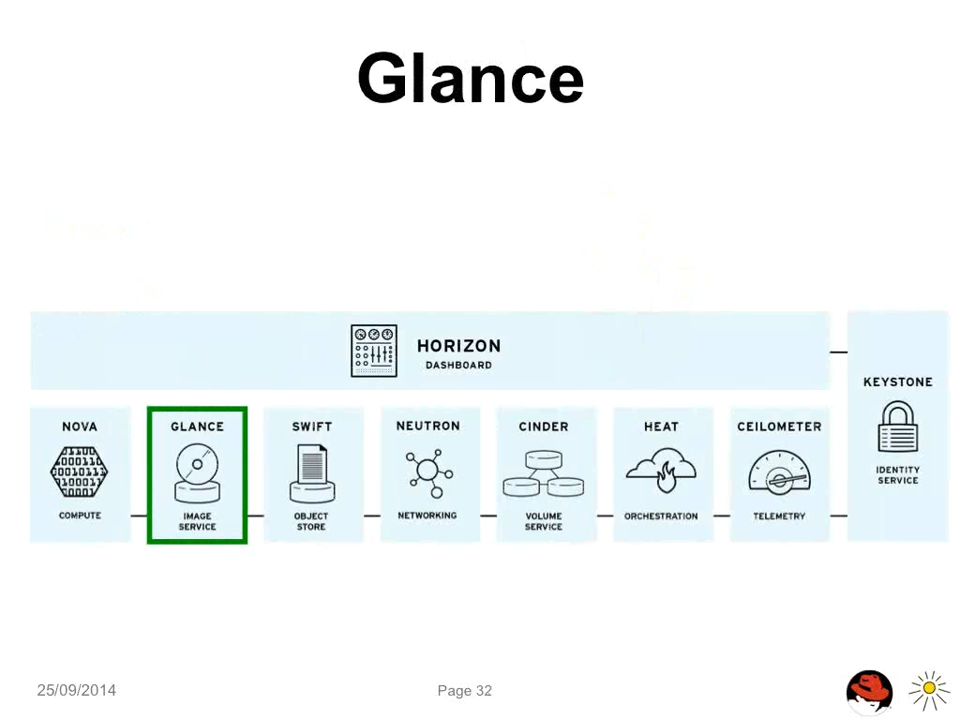 Glance
HORIZON
DASHBOARD
KEYSTONE
IDENTITY
SERVICE
NOVA
COMPUTE
GLANCE
IMAGE
SERVICE
SWIFT
OBJECT
STORE
NEUTRON
NETWORKING
CINDER
VOLUME
SERVICE
HEAT
ORCHESTRATION
CEILOMETER
TELEMETRY
25/09/2014
Page 32